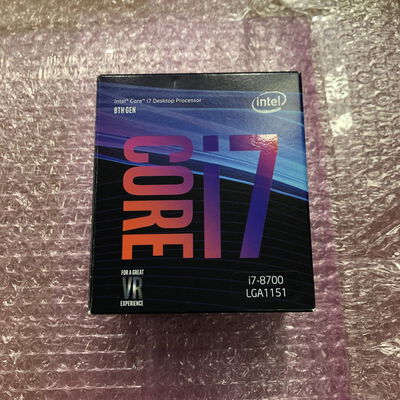 Intel® Core™ i7 Desktop Processor
8TH GEN
intel
CORE i7
FOR A GREAT
VR
EXPERIENCE
i7-8700
LGA1151